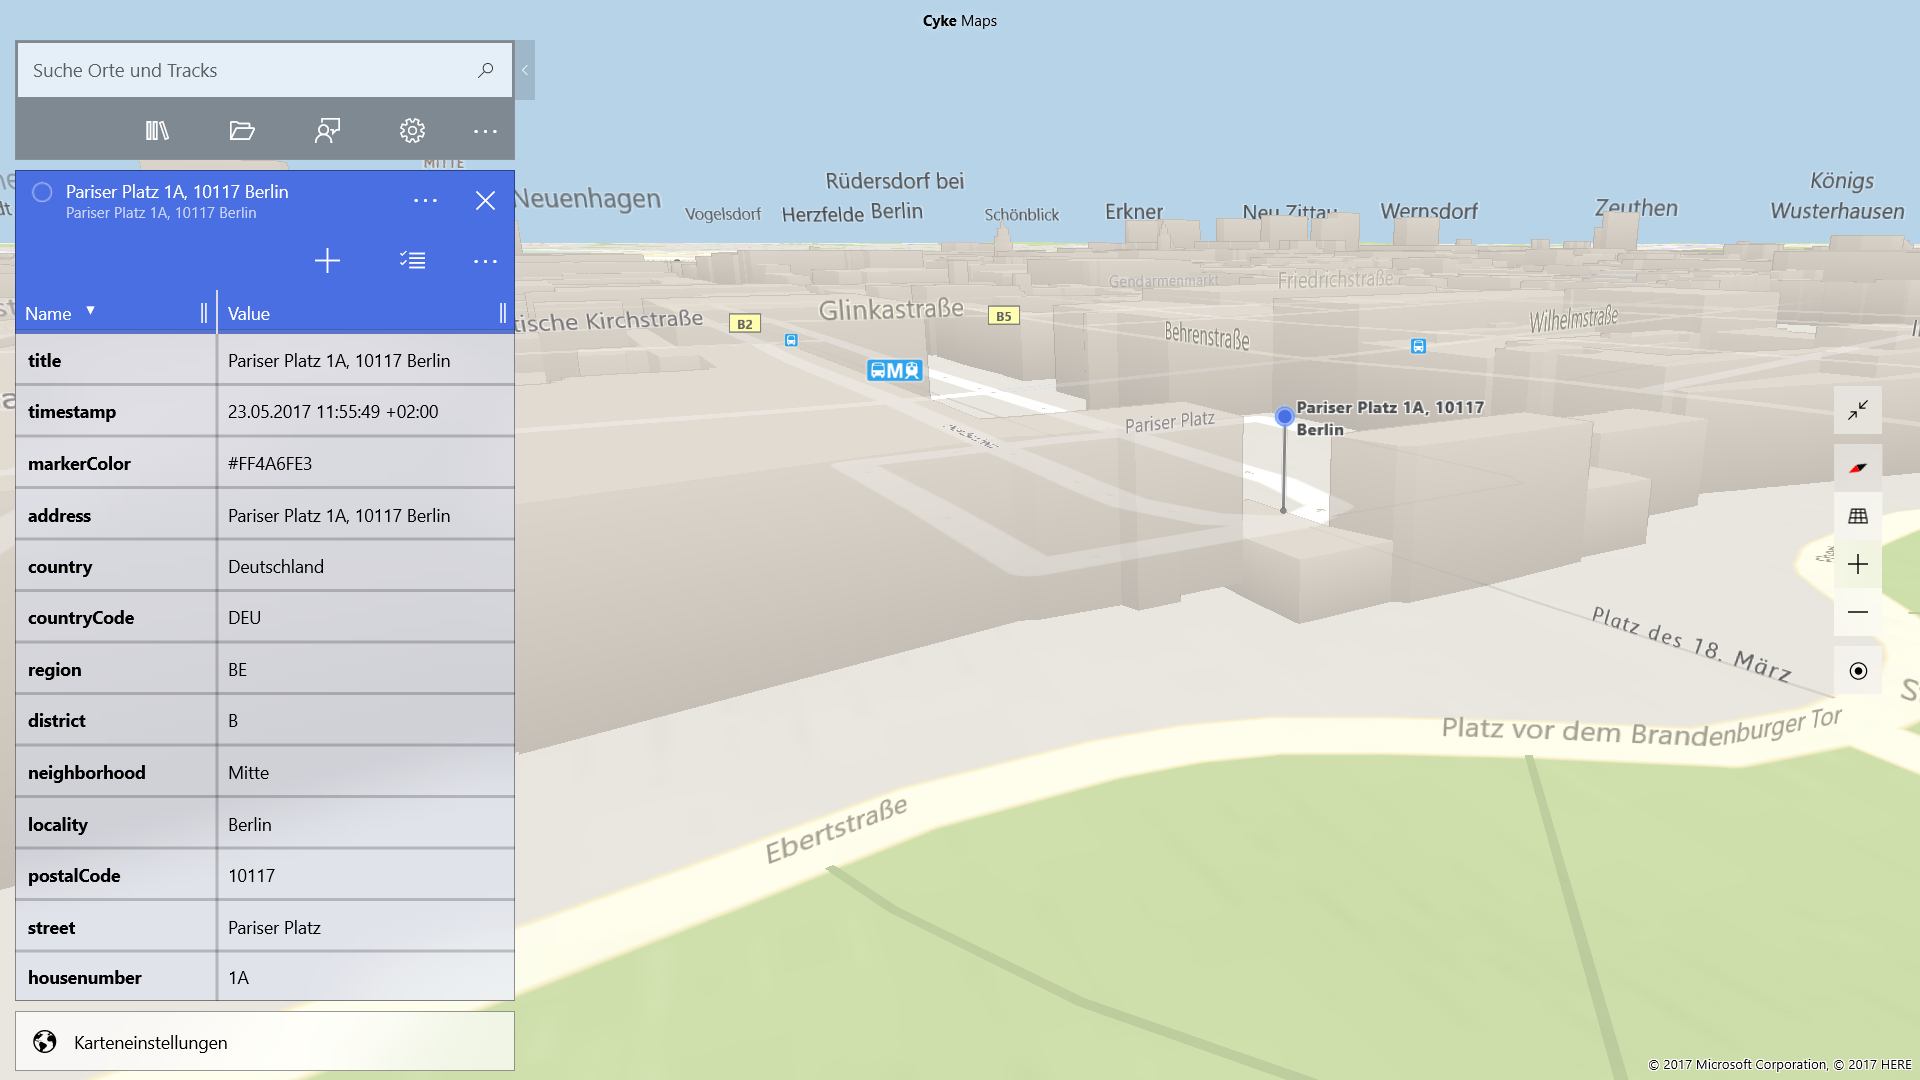 Cyke Maps
Suche Orte und Tracks
MITTE
Pariser Platz 1A, 10117 Berlin
Pariser Platz 1A, 10117 Berlin
Name ▼
Value
title
Pariser Platz 1A, 10117 Berlin
timestamp
23.05.2017 11:55:49 +02:00
markerColor
#FF4A6FE3
address
Pariser Platz 1A, 10117 Berlin
country
Deutschland
countryCode
DEU
region
BE
district
B
neighborhood
Mitte
locality
Berlin
postalCode
10117
street
Pariser Platz
housenumber
1A
Karteneinstellungen
Neuenhagen
Vogelsdorf
Herzfelde
Rüdersdorf bei
Berlin
Schönblick
Erkner
Neu Zittau
Wernsdorf
Zeuthen
Königs
Wusterhausen
Gendarmenmarkt
Friedrichstraße
tische Kirchstraße
B2
Glinkastraße
B5
Behrenstraße
Wilhelmstraße
M
Pariser Platz
Pariser Platz 1A, 10117
Berlin
Platz des 18. März
Platz vor dem Brandenburger Tor
Ebertstraße
© 2017 Microsoft Corporation, © 2017 HERE